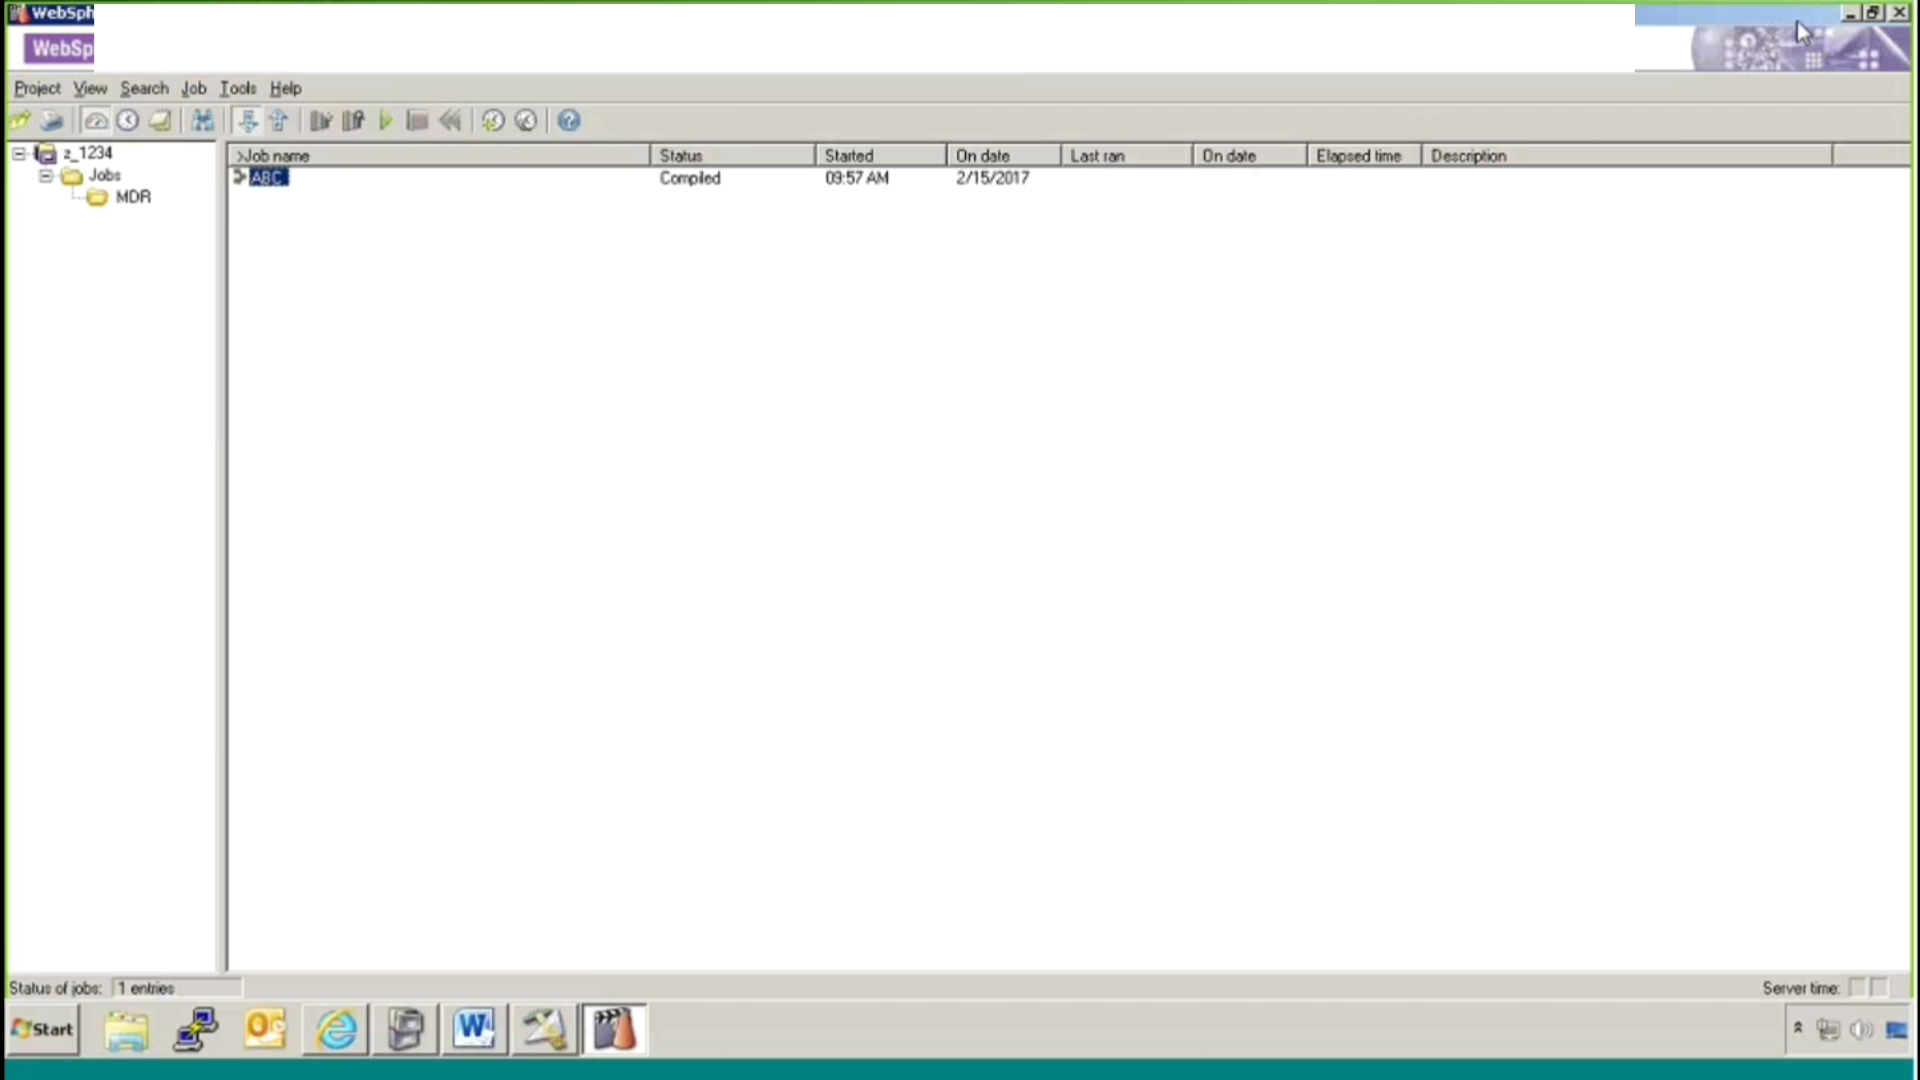 WebSph
WebSp
Project View Search Job Tools Help
z_1234
Jobs
MDR
>Job name Status Started On date Last ran On date Elapsed time Description
ABC Compiled 09:57 AM 2/15/2017
Status of jobs: 1 entries
Server time:
Start